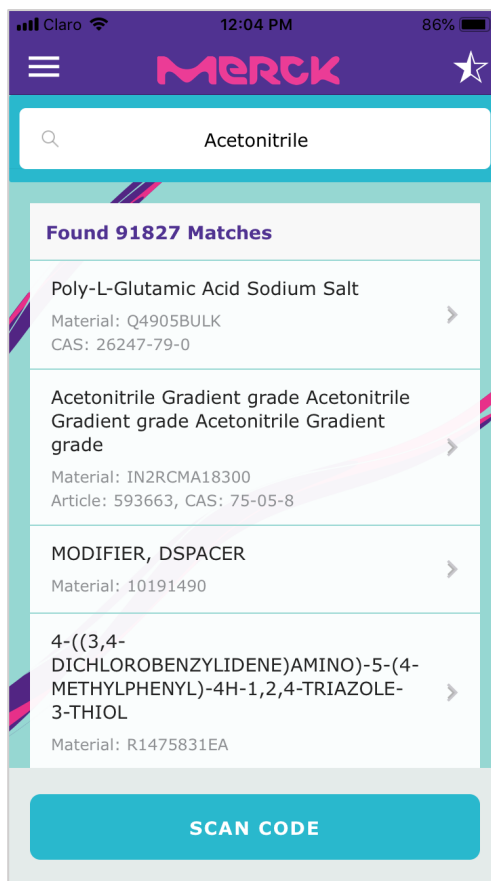 Claro 12:04 PM 86%
MERCK
Acetonitrile
Found 91827 Matches
Poly-L-Glutamic Acid Sodium Salt
Material: Q4905BULK
CAS: 26247-79-0
Acetonitrile Gradient grade Acetonitrile
Gradient grade Acetonitrile Gradient
grade
Material: IN2RCMA18300
Article: 593663, CAS: 75-05-8
MODIFIER, DSPACER
Material: 10191490
4-((3,4-
DICHLOROBENZYLIDENE)AMINO)-5-(4-
METHYLPHENYL)-4H-1,2,4-TRIAZOLE-
3-THIOL
Material: R1475831EA
SCAN CODE